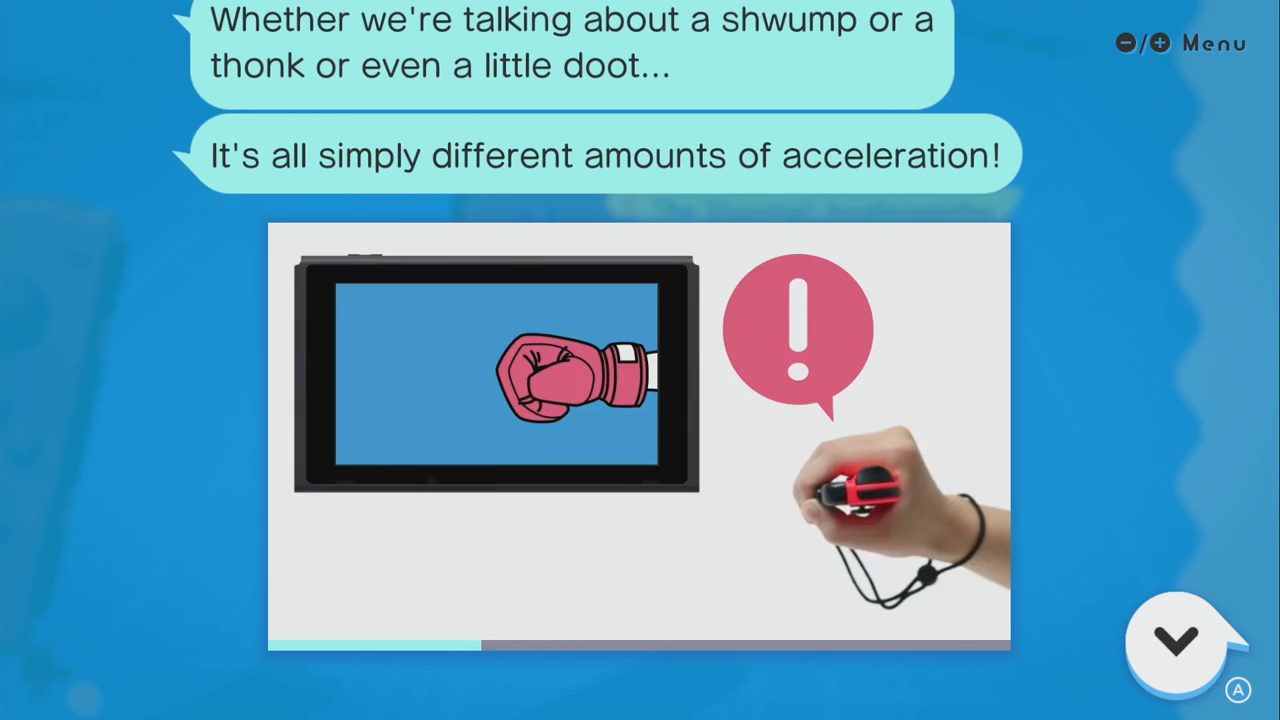 Whether we're talking about a shwump or a
thonk or even a little doot...
⊖/⊕ Menu
It's all simply different amounts of acceleration!
!
A